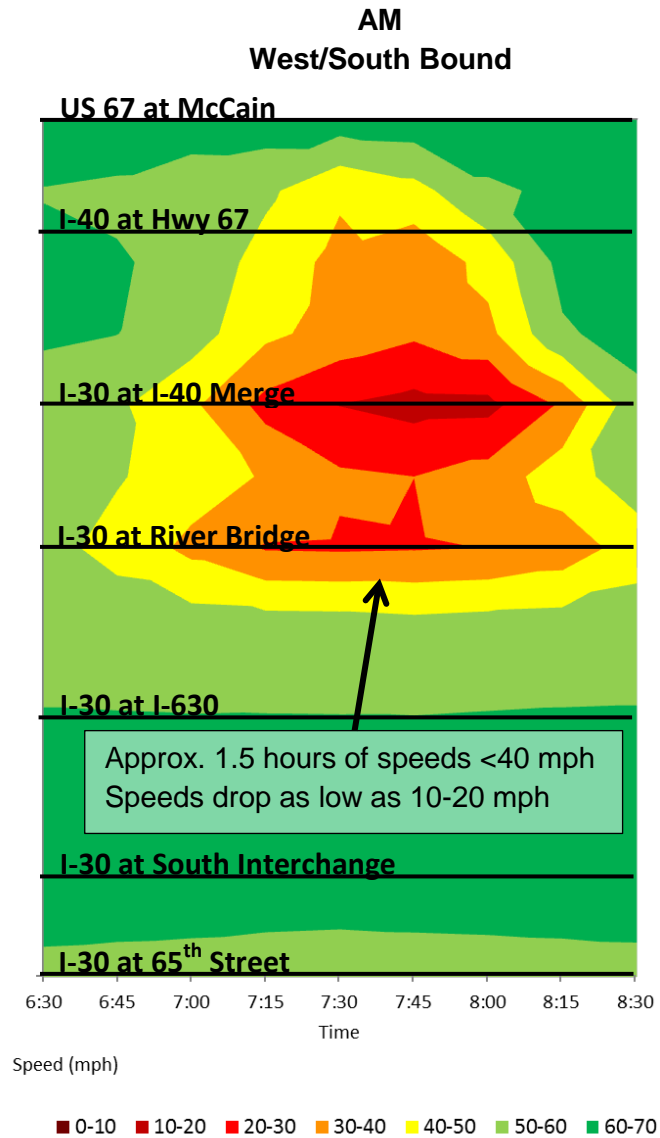 AM
West/South Bound
US 67 at McCain
I-40 at Hwy 67
I-30 at I-40 Merge
I-30 at River Bridge
I-30 at I-630
Approx. 1.5 hours of speeds <40 mph
Speeds drop as low as 10-20 mph
I-30 at South Interchange
I-30 at 65th Street
6:30 6:45 7:00 7:15 7:30 7:45 8:00 8:15 8:30
Time
Speed (mph)
0-10 10-20 20-30 30-40 40-50 50-60 60-70